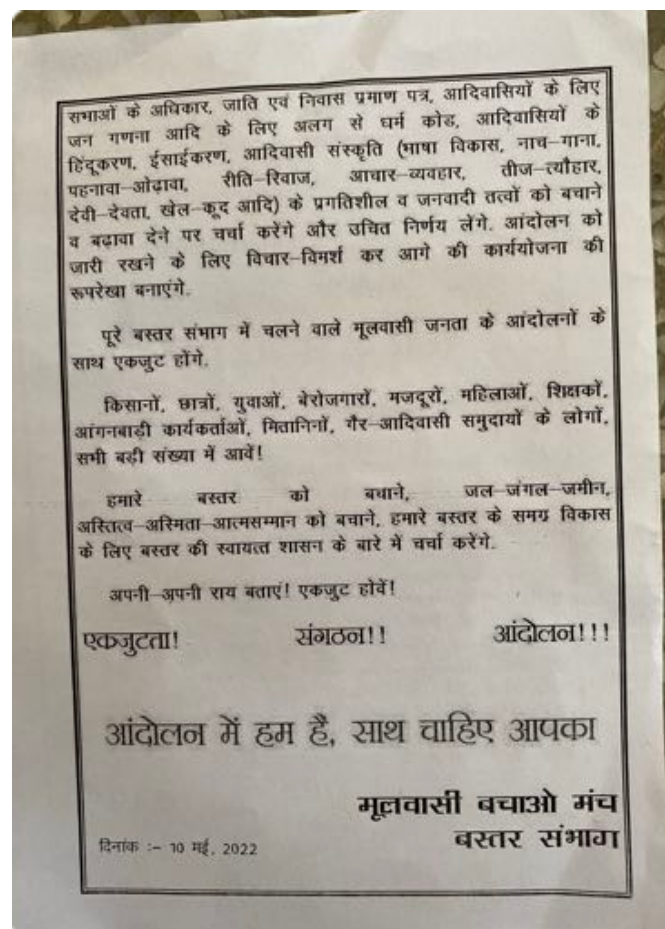 सभाओं के अधिकार, जाति एवं निवास प्रमाण पत्र, आदिवासियों के लिए
जन गणना आदि के लिए अलग से धर्म कोड, आदिवासियों के
हिंदूकरण, ईसाईकरण, आदिवासी संस्कृति (भाषा विकास, नाच–गाना,
पहनावा–ओढ़ावा, रीति–रिवाज, आचार–व्यवहार, तीज–त्यौहार,
देवी–देवता, खेल–कूद आदि) के प्रगतिशील व जनवादी तत्वों को बचाने
व बढ़ावा देने पर चर्चा करेंगे और उचित निर्णय लेंगे. आंदोलन को
जारी रखने के लिए विचार–विमर्श कर आगे की कार्ययोजना की
रूपरेखा बनाएंगे.
पूरे बस्तर संभाग में चलने वाले मूलवासी जनता के आंदोलनों के
साथ एकजुट होंगे.
किसानों, छात्रों, युवाओं, बेरोजगारों, मजदूरों, महिलाओं, शिक्षकों,
आंगनबाड़ी कार्यकर्ताओं, मितानिनों, गैर–आदिवासी समुदायों के लोगों,
सभी बड़ी संख्या में आवें!
हमारे बस्तर को बचाने, जल–जंगल–जमीन,
अस्तित्व–अस्मिता–आत्मसम्मान को बचाने, हमारे बस्तर के समग्र विकास
के लिए बस्तर की स्वायत्त शासन के बारे में चर्चा करेंगे.
अपनी–अपनी राय बताएं! एकजुट होवें!
एकजुटता! संगठन!! आंदोलन!!!
आंदोलन में हम हैं, साथ चाहिए आपका
मूलवासी बचाओ मंच
बस्तर संभाग
दिनांक :– 10 मई, 2022